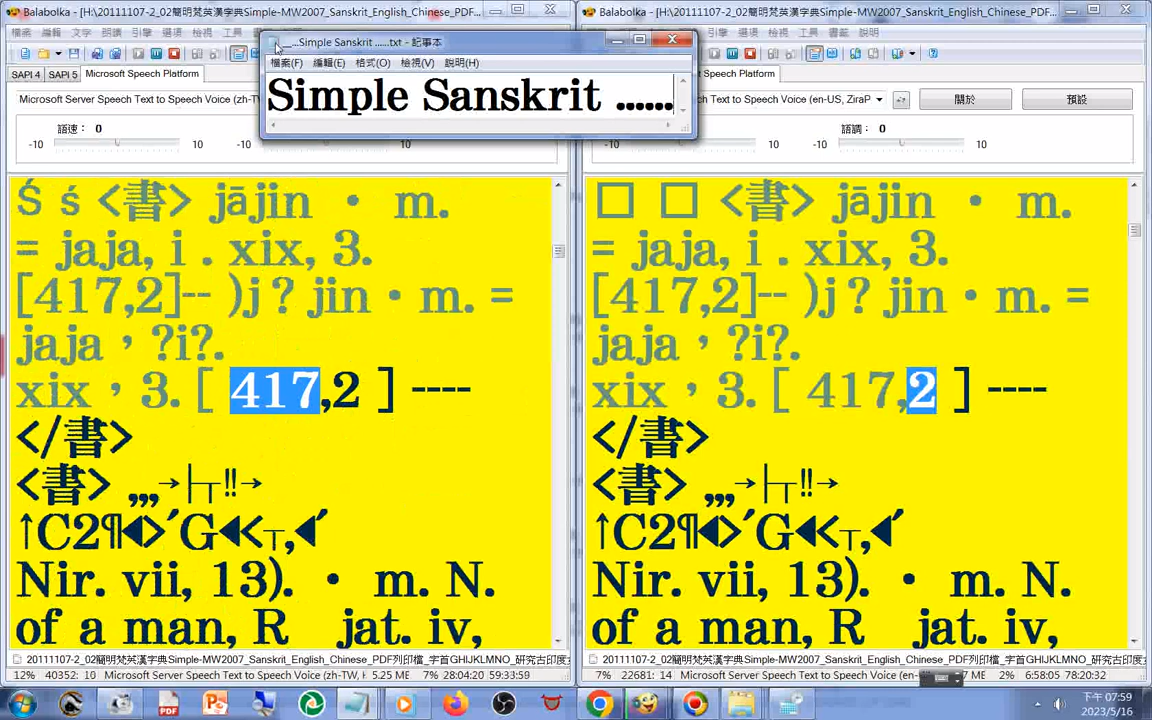 Balabolka - [H:\20111107-2_02簡明梵英漢字典Simple-MW2007_Sanskrit_English_Chinese_PDF...
Balabolka - [H:\20111107-2_02簡明梵英漢字典Simple-MW2007_Sanskrit_English_Chinese_PDF...
檔案 編輯 文字 朗讀
__...Simple Sanskrit ......txt - 記事本
檔案(F) 編輯(E) 格式(O) 檢視(V) 說明(H)
Simple Sanskrit ......
SAPI 4 SAPI 5 Microsoft Speech Platform
t Speech Platform
Microsoft Server Speech Text to Speech Voice (zh-TW
Microsoft Server Speech Text to Speech Voice (en-US, ZiraP
關於
預設
語速: 0
語調: 0
-10 10
-10 10
-10 10
Ś ś <書> jājin • m.
= jaja, i . xix, 3.
[417,2]-- )j ? jin • m. =
jaja , ?i?.
xix , 3. [ 417,2 ] ----
</書>
<書> ,,,,→├┬‼→
↑C2¶◀>´G◀<┬,◀´
Nir. vii, 13). • m. N.
of a man, R jat. iv,
□ □ <書> jājin • m.
= jaja, i . xix, 3.
[417,2]-- )j ? jin • m. =
jaja , ?i?.
xix , 3. [ 417,2 ] ----
</書>
<書> ,,,,→├┬‼→
↑C2¶◀>´G◀<┬,◀´
Nir. vii, 13). • m. N.
of a man, R jat. iv,
20111107-2_02簡明梵英漢字典Simple-MW2007_Sanskrit_English_Chinese_PDF列印檔_字首GHIJKLMNO_研究古印度
20111107-2_02簡明梵英漢字典Simple-MW2007_Sanskrit_English_Chinese_PDF列印檔_字首GHIJKLMNO_研究古印度
12% 40352: 10 Microsoft Server Speech Text to Speech Voice (zh-TW, 5.25 ME 7% 28:04:20 59:33:59
7% 22681: 14 Microsoft Server Speech Text to Speech Voice 2% 6:58:05 78:20:32
下午 07:59
2023/5/16